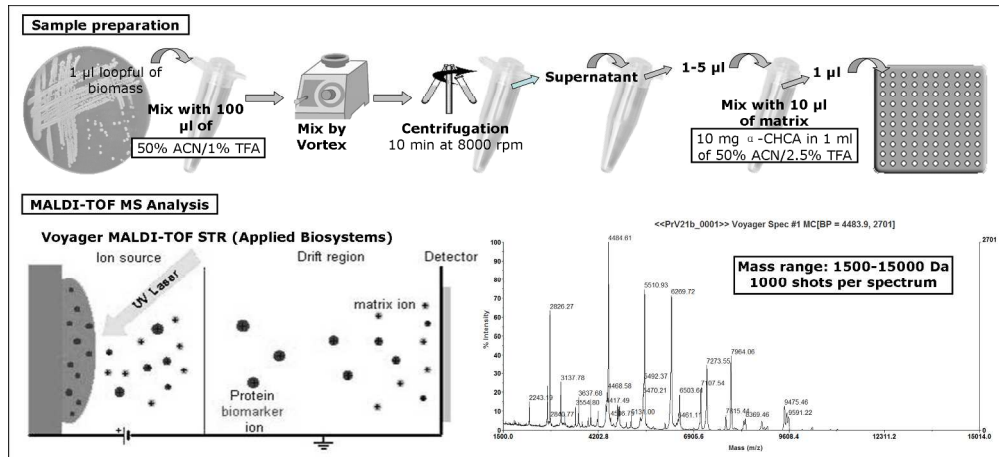 Sample preparation
1 µl loopful of
biomass
Mix with 100
µl of
50% ACN/1% TFA
Mix by
Vortex
Centrifugation
10 min at 8000 rpm
Supernatant
1-5 µl
Mix with 10 µl
of matrix
10 mg α-CHCA in 1 ml
of 50% ACN/2.5% TFA
1 µl
MALDI-TOF MS Analysis
Voyager MALDI-TOF STR (Applied Biosystems)
Ion source
Drift region
Detector
UV Laser
matrix ion
Protein
biomarker
ion
<<PrV21b_0001>> Voyager Spec #1 MC[BP = 4483.9, 2701]
Mass range: 1500-15000 Da
1000 shots per spectrum
2701
% Intensity
100
90
80
70
60
50
40
30
20
10
0
0
4484.61
5510.93
6269.72
2826.27
7964.06
7273.55
3137.78
5492.37
4468.58
5470.21
7107.54
6503.64
3637.68
2243.19
3554.80
4417.49
2840.77
5131.00
6461.11
7815.44
8369.46
9475.46
9591.22
1500.0
4202.8
6905.6
9608.4
12311.2
15014.0
Mass (m/z)